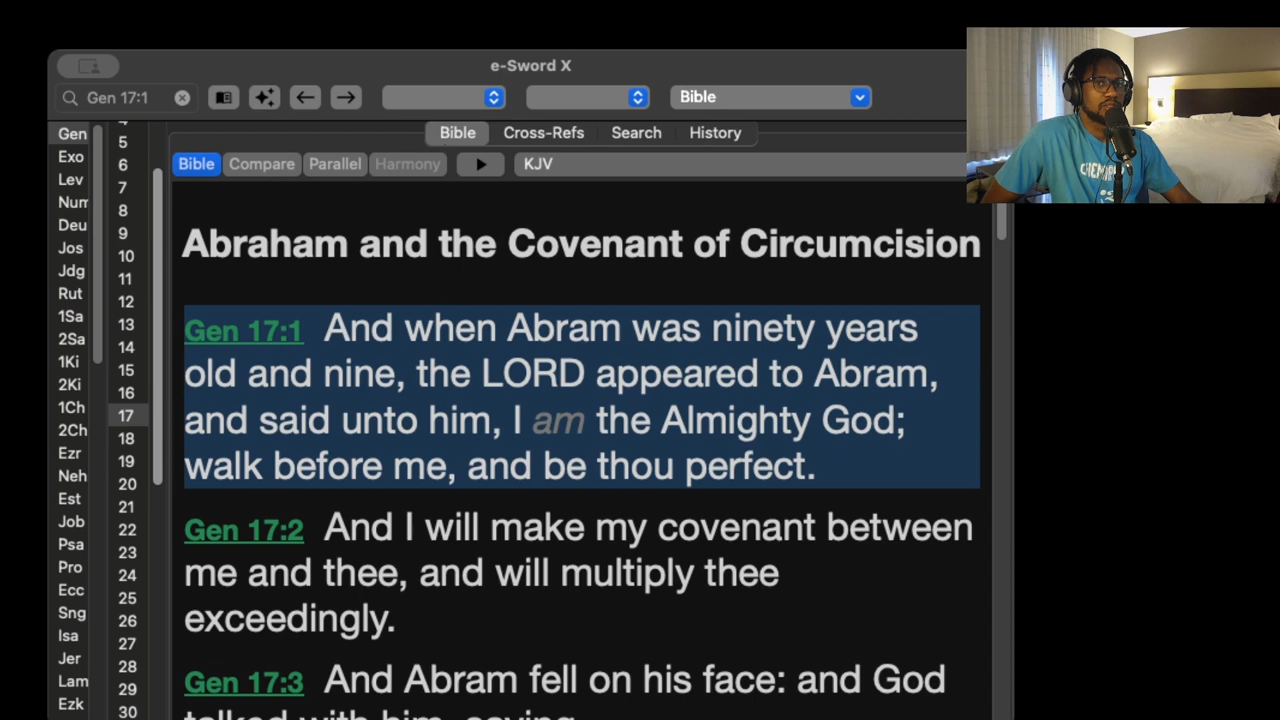 e-Sword X
Gen 17:1
Bible
Bible Cross-Refs Search History
Bible Compare Parallel Harmony KJV
Gen
Exo
Lev
Num
Deu
Jos
Jdg
Rut
1Sa
2Sa
1Ki
2Ki
1Ch
2Ch
Ezr
Neh
Est
Job
Psa
Pro
Ecc
Sng
Isa
Jer
Lam
Ezk
4
5
6
7
8
9
10
11
12
13
14
15
16
17
18
19
20
21
22
23
24
25
26
27
28
29
30
Abraham and the Covenant of Circumcision
Gen 17:1 And when Abram was ninety years
old and nine, the LORD appeared to Abram,
and said unto him, I am the Almighty God;
walk before me, and be thou perfect.
Gen 17:2 And I will make my covenant between
me and thee, and will multiply thee
exceedingly.
Gen 17:3 And Abram fell on his face: and God
talked with him, saying,